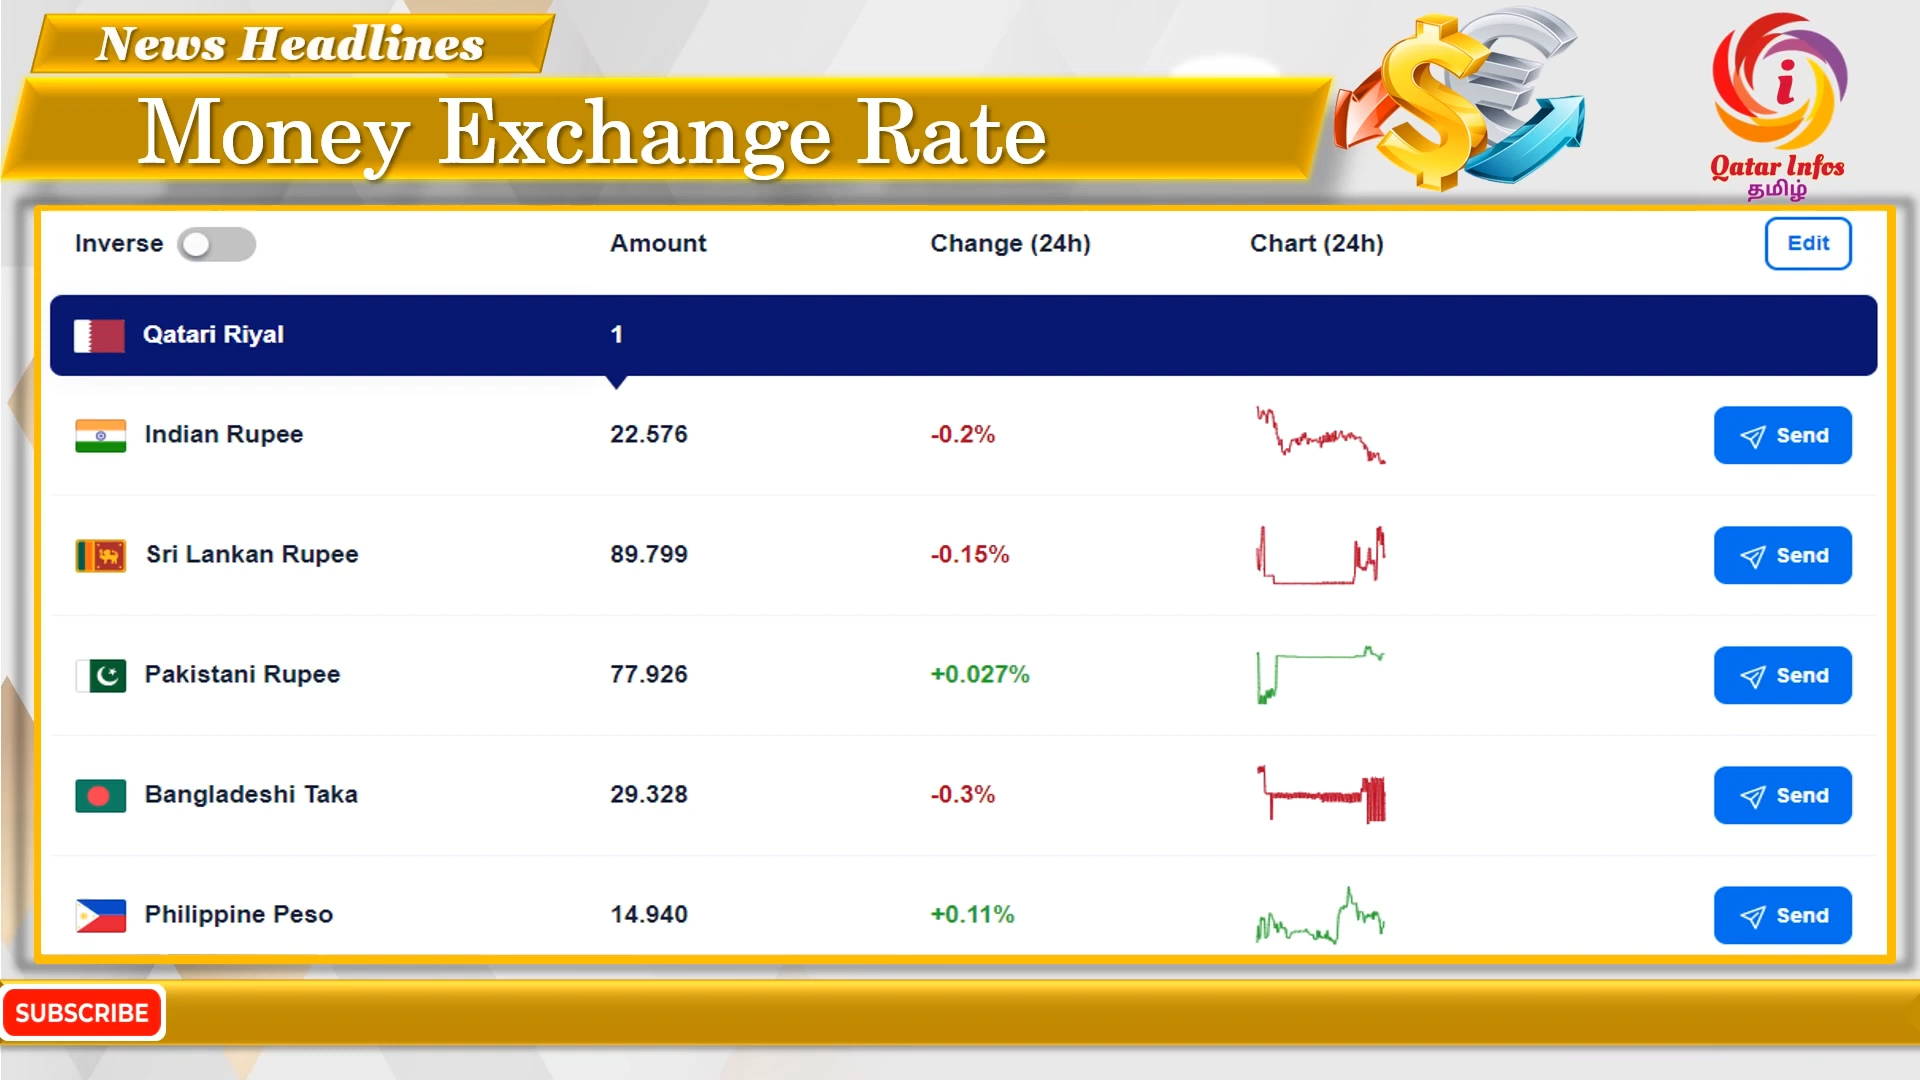 News Headlines
Money Exchange Rate
Qatar Infos
தமிழ்
Inverse Amount Change (24h) Chart (24h) Edit
Qatari Riyal 1
Indian Rupee 22.576 -0.2% Send
Sri Lankan Rupee 89.799 -0.15% Send
Pakistani Rupee 77.926 +0.027% Send
Bangladeshi Taka 29.328 -0.3% Send
Philippine Peso 14.940 +0.11% Send
SUBSCRIBE